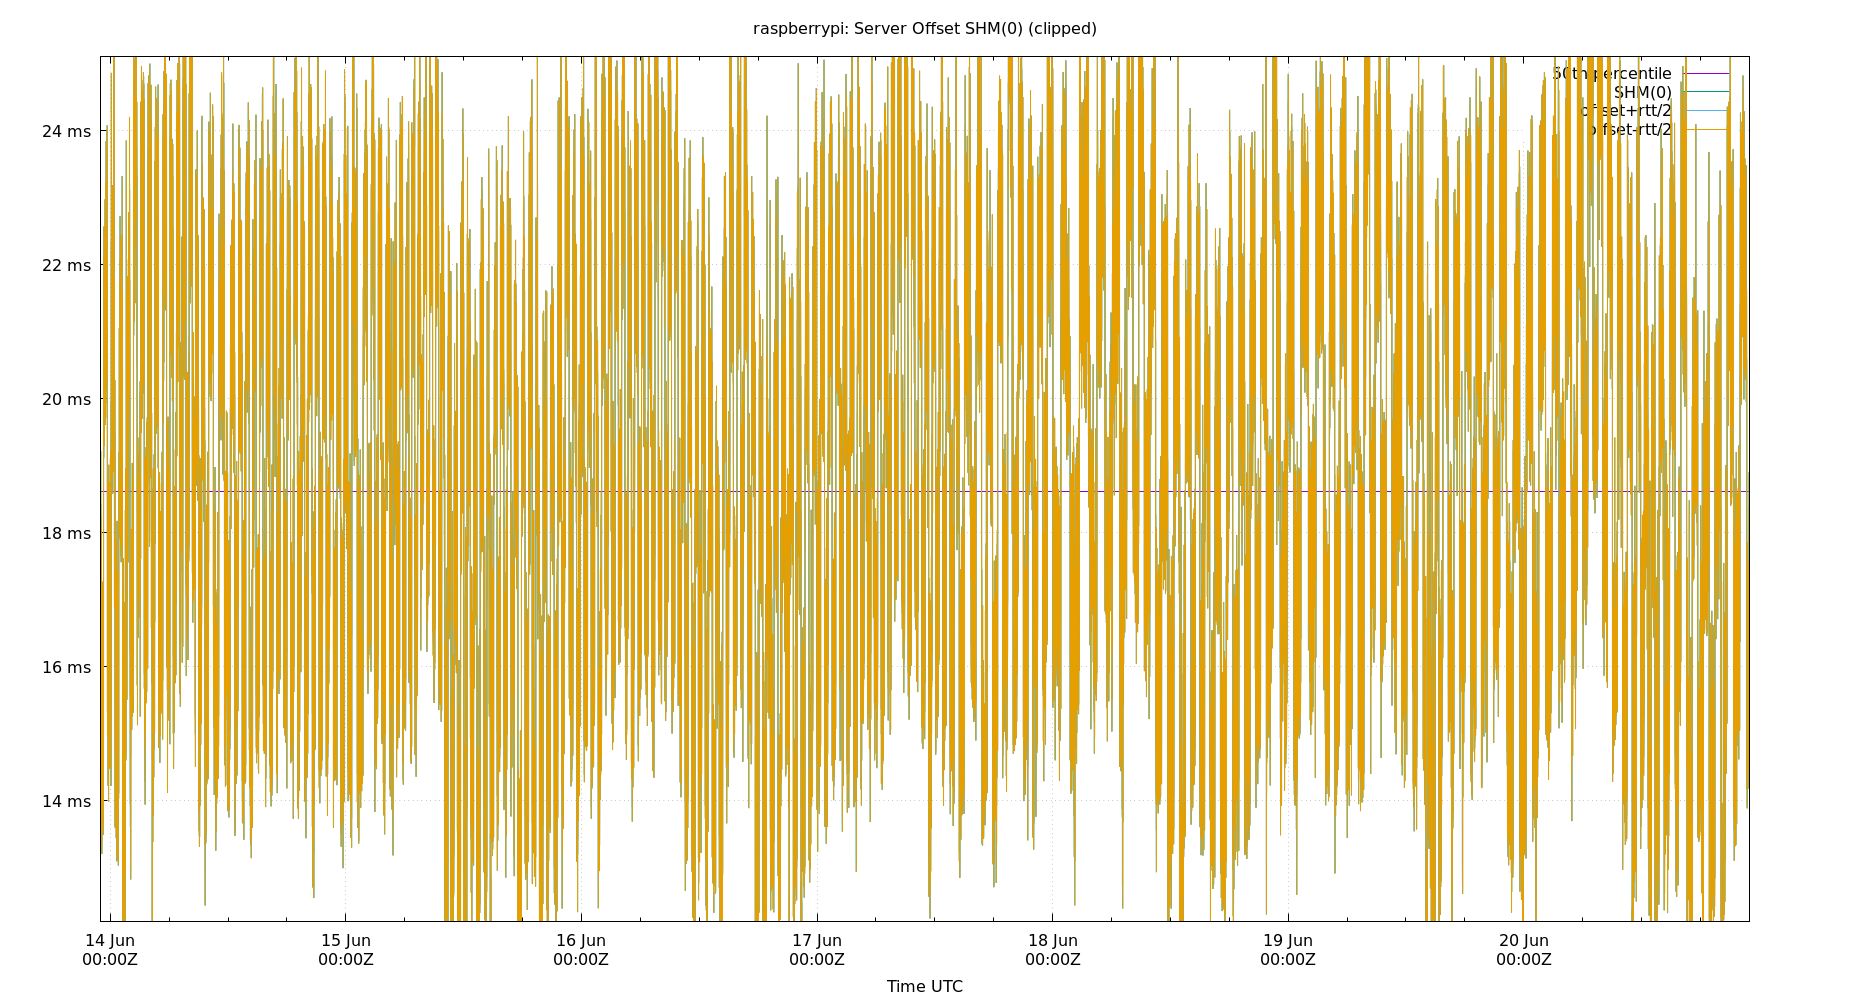 raspberrypi: Server Offset SHM(0) (clipped)
50th percentile
SHM(0)
offset+rtt/2
offset-rtt/2
24 ms
22 ms
20 ms
18 ms
16 ms
14 ms
14 Jun 15 Jun 16 Jun 17 Jun 18 Jun 19 Jun 20 Jun
00:00Z 00:00Z 00:00Z 00:00Z 00:00Z 00:00Z 00:00Z
Time UTC